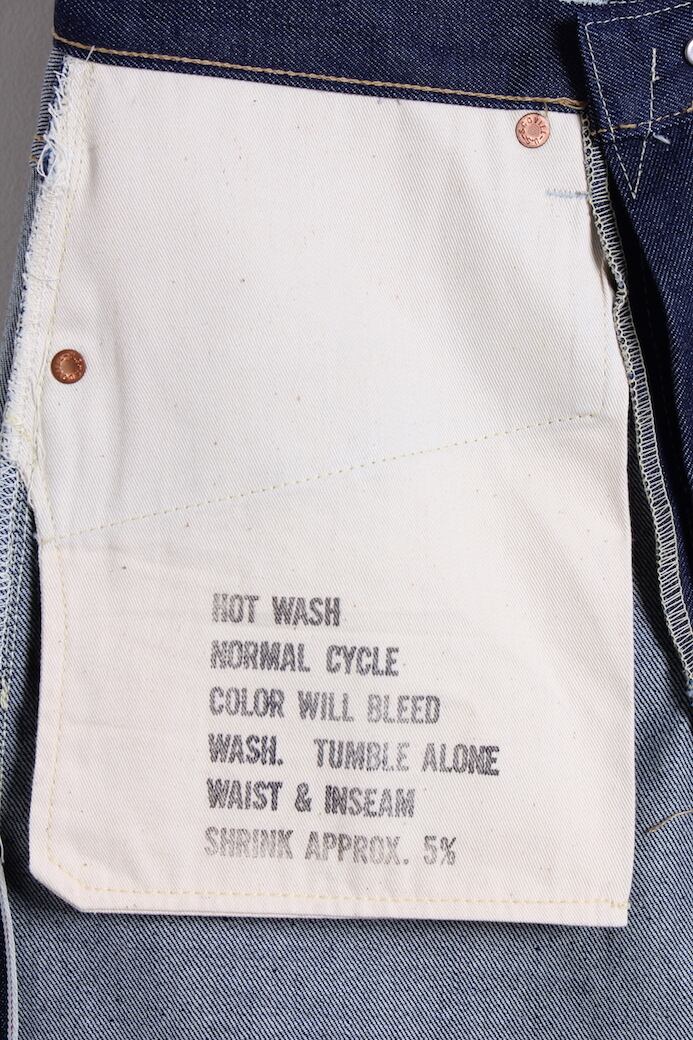 HOT WASH
NORMAL CYCLE
COLOR WILL BLEED
WASH. TUMBLE ALONE
WAIST & INSEAM
SHRINK APPROX. 5%